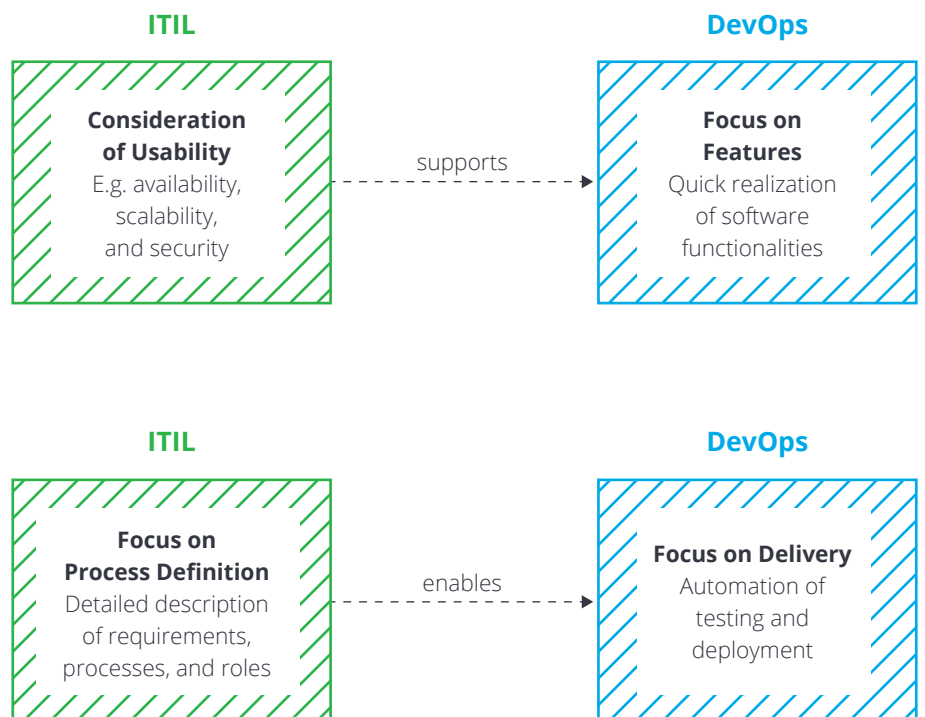 ITIL
DevOps
Consideration
of Usability
E.g. availability,
scalability,
and security
supports
Focus on
Features
Quick realization
of software
functionalities
ITIL
DevOps
Focus on
Process Definition
Detailed description
of requirements,
processes, and roles
enables
Focus on Delivery
Automation of
testing and
deployment